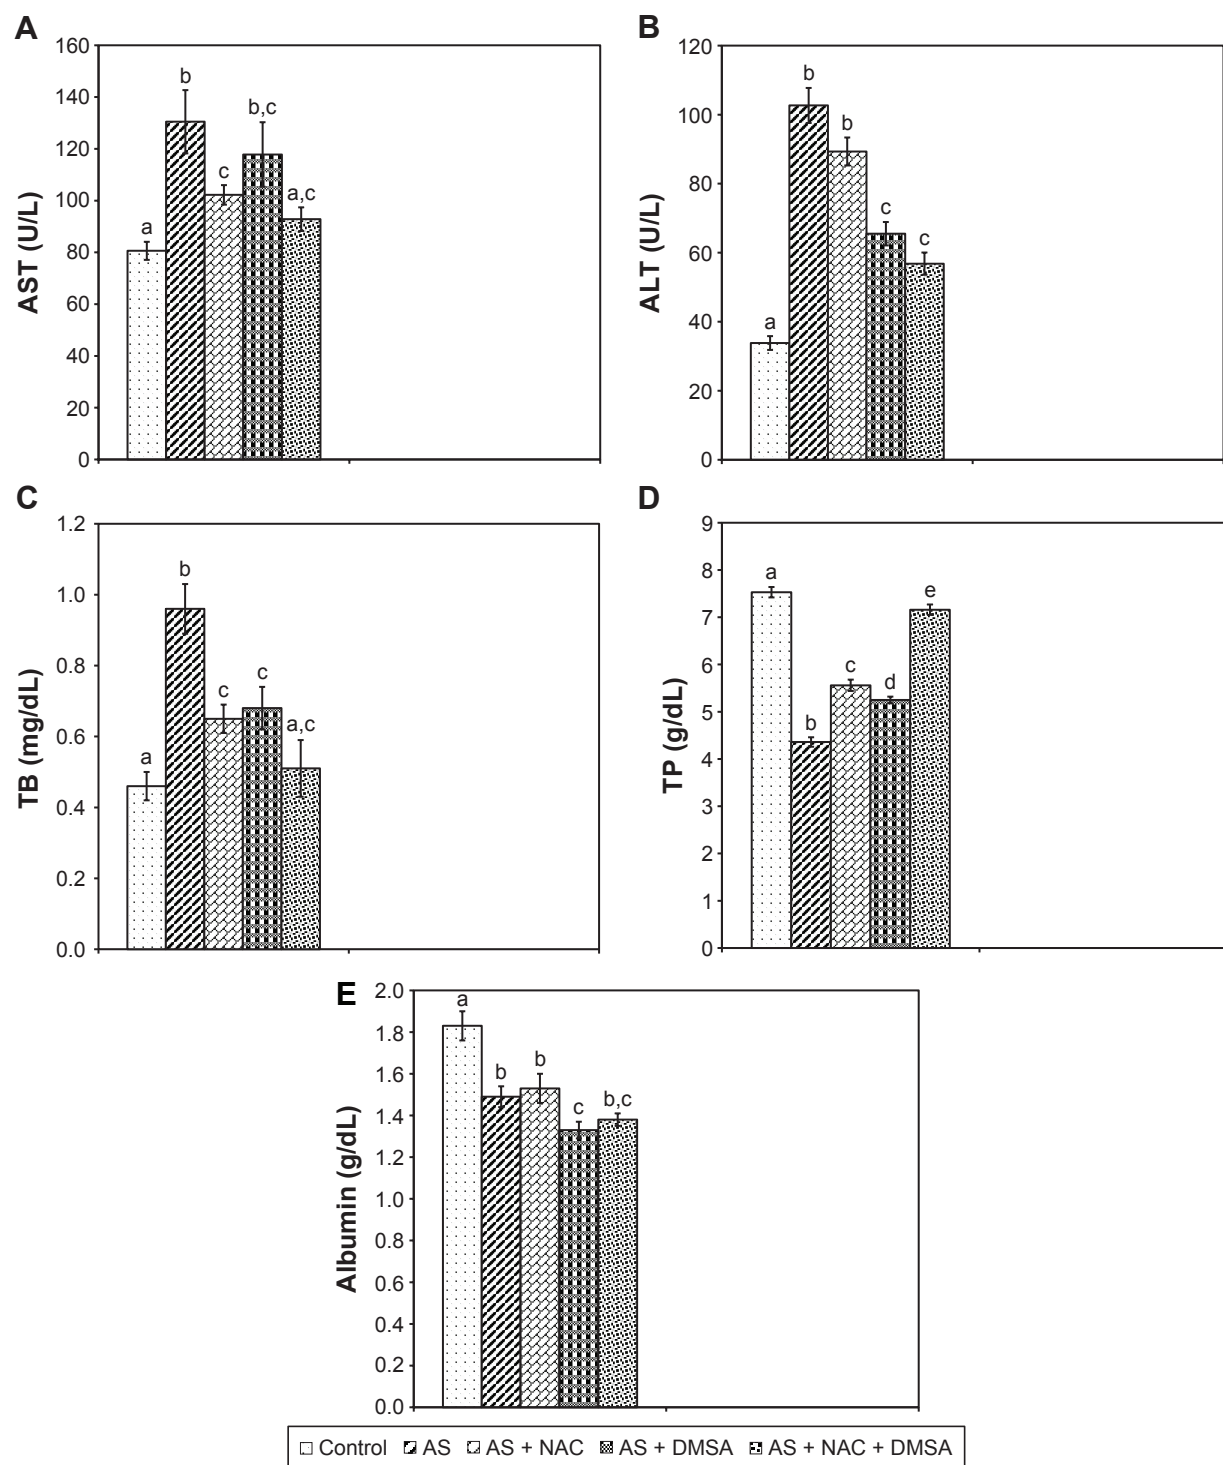 A
160
140
120
100
80
60
40
20
0
AST (U/L)
a
b
c
b,c
a,c
B
120
100
80
60
40
20
0
ALT (U/L)
a
b
b
c
c
C
1.2
1.0
0.8
0.6
0.4
0.2
0.0
TB (mg/dL)
a
b
c
c
a,c
D
9
8
7
6
5
4
3
2
1
0
TP (g/dL)
a
b
c
d
e
E
2.0
1.8
1.6
1.4
1.2
1.0
0.8
0.6
0.4
0.2
0.0
Albumin (g/dL)
a
b
b
c
b,c
Control AS AS + NAC AS + DMSA AS + NAC + DMSA